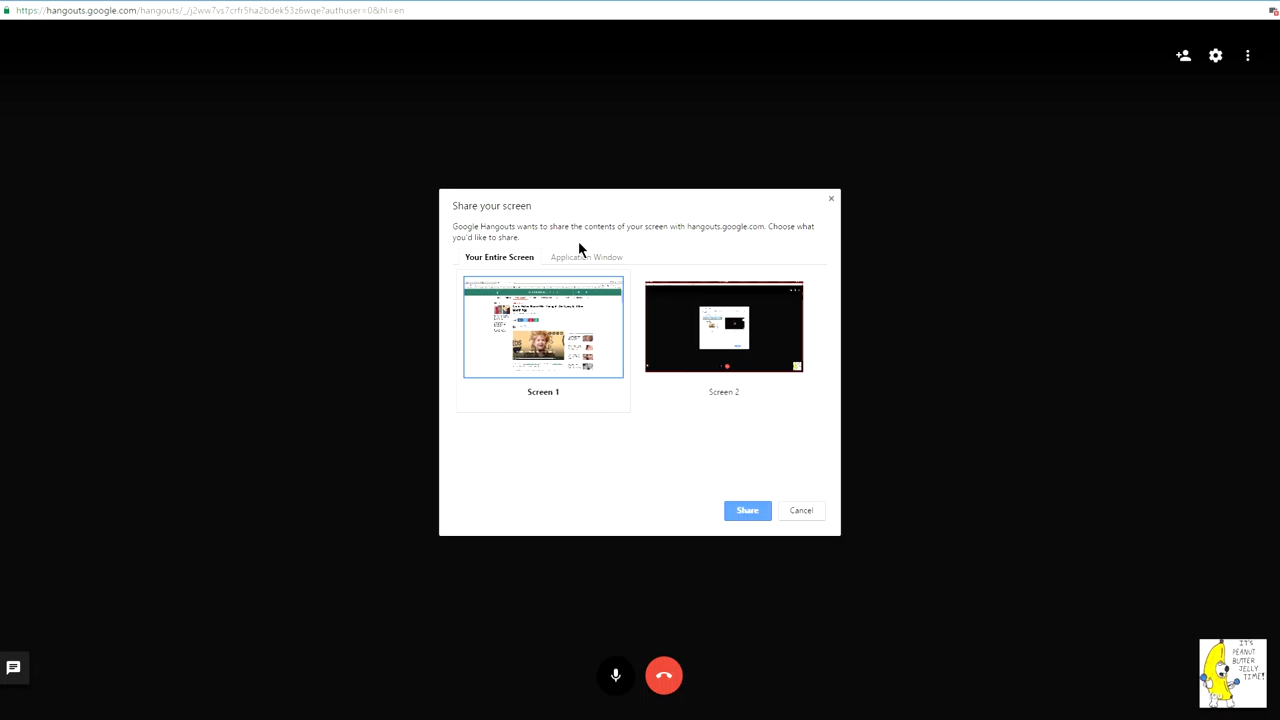 https://hangouts.google.com/hangouts/_/j2ww7vs7crfr5ha2bdek53z6wqe?authuser=0&hl=en
Share your screen
Google Hangouts wants to share the contents of your screen with hangouts.google.com. Choose what
you'd like to share.
Your Entire Screen
Application Window
Screen 1
Screen 2
Share
Cancel
IT'S
PEANUT
BUTTER
JELLY
TIME!